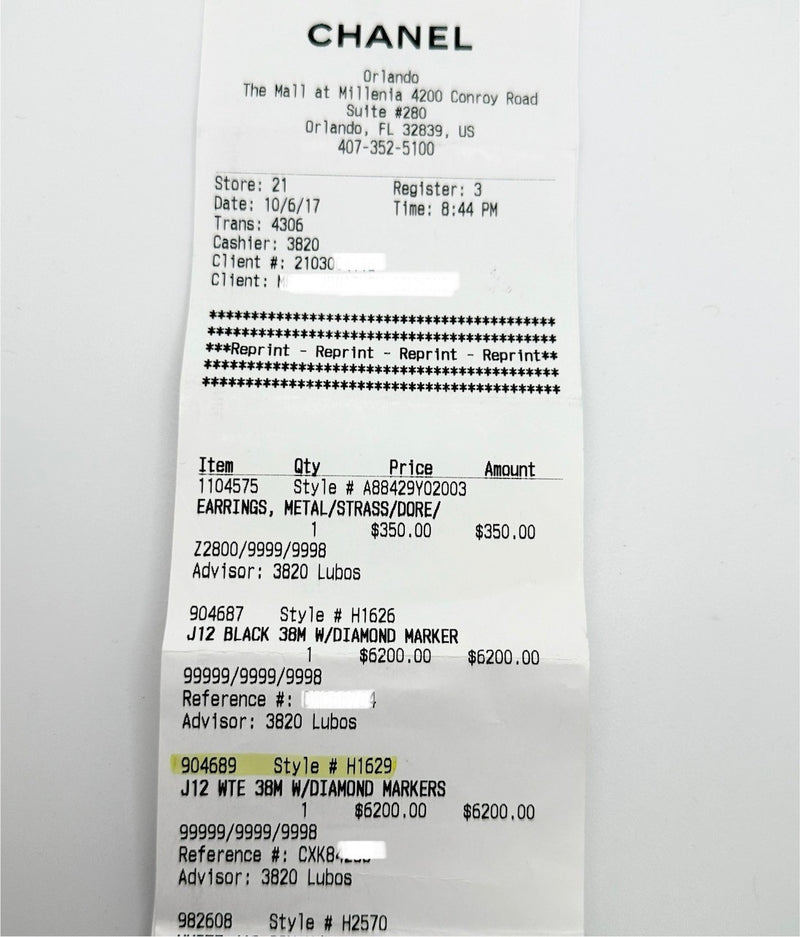 CHANEL
Orlando
The Mall at Millenia 4200 Conroy Road
Suite #280
Orlando, FL 32839, US
407-352-5100
Store: 21 Register: 3
Date: 10/6/17 Time: 8:44 PM
Trans: 4306
Cashier: 3820
Client #: 21030
Client: M
****************************************
****************************************
***Reprint - Reprint - Reprint - Reprint**
****************************************
****************************************
Item Qty Price Amount
1104575 Style # A88429Y02003
EARRINGS, METAL/STRASS/DORE/
1 $350.00 $350.00
Z2800/9999/9998
Advisor: 3820 Lubos
904687 Style # H1626
J12 BLACK 38M W/DIAMOND MARKER
1 $6200.00 $6200.00
99999/9999/9998
Reference #:
Advisor: 3820 Lubos
904689 Style # H1629
J12 WTE 38M W/DIAMOND MARKERS
1 $6200.00 $6200.00
99999/9999/9998
Reference #: CXK84
Advisor: 3820 Lubos
982608 Style # H2570